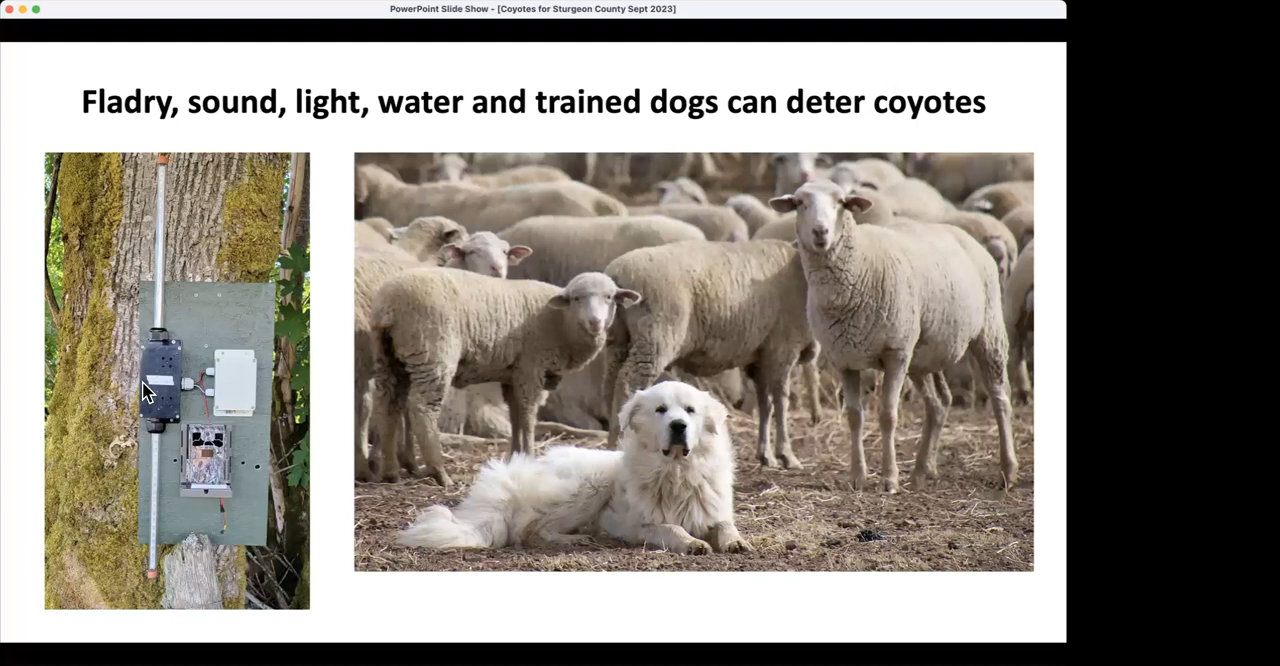 PowerPoint Slide Show - [Coyotes for Sturgeon County Sept 2023]
Fladry, sound, light, water and trained dogs can deter coyotes